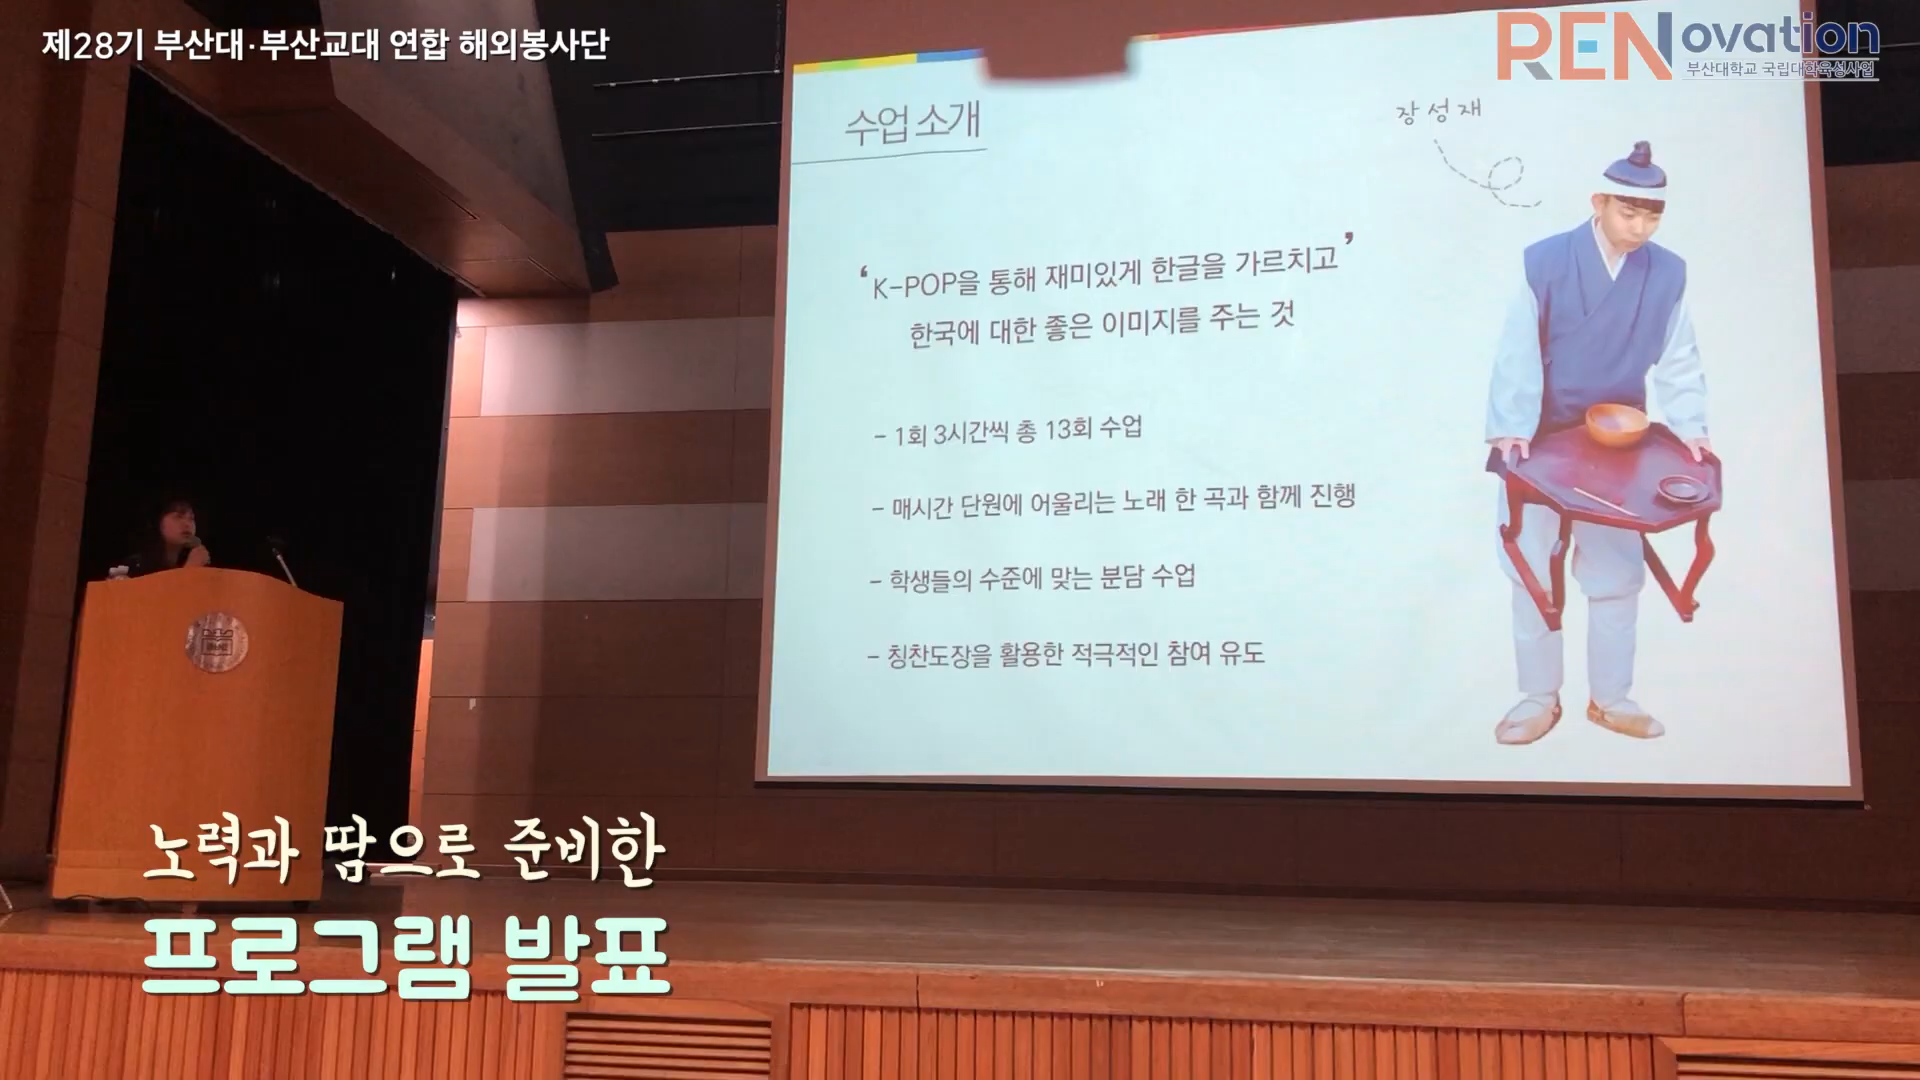 제28기 부산대·부산교대 연합 해외봉사단
RENovation
부산대학교 국립대학육성사업
수업 소개
장성재
‘K-POP을 통해 재미있게 한글을 가르치고’
한국에 대한 좋은 이미지를 주는 것
- 1회 3시간씩 총 13회 수업
- 매시간 단원에 어울리는 노래 한 곡과 함께 진행
- 학생들의 수준에 맞는 분담 수업
- 칭찬도장을 활용한 적극적인 참여 유도
노력과 땀으로 준비한
프로그램 발표